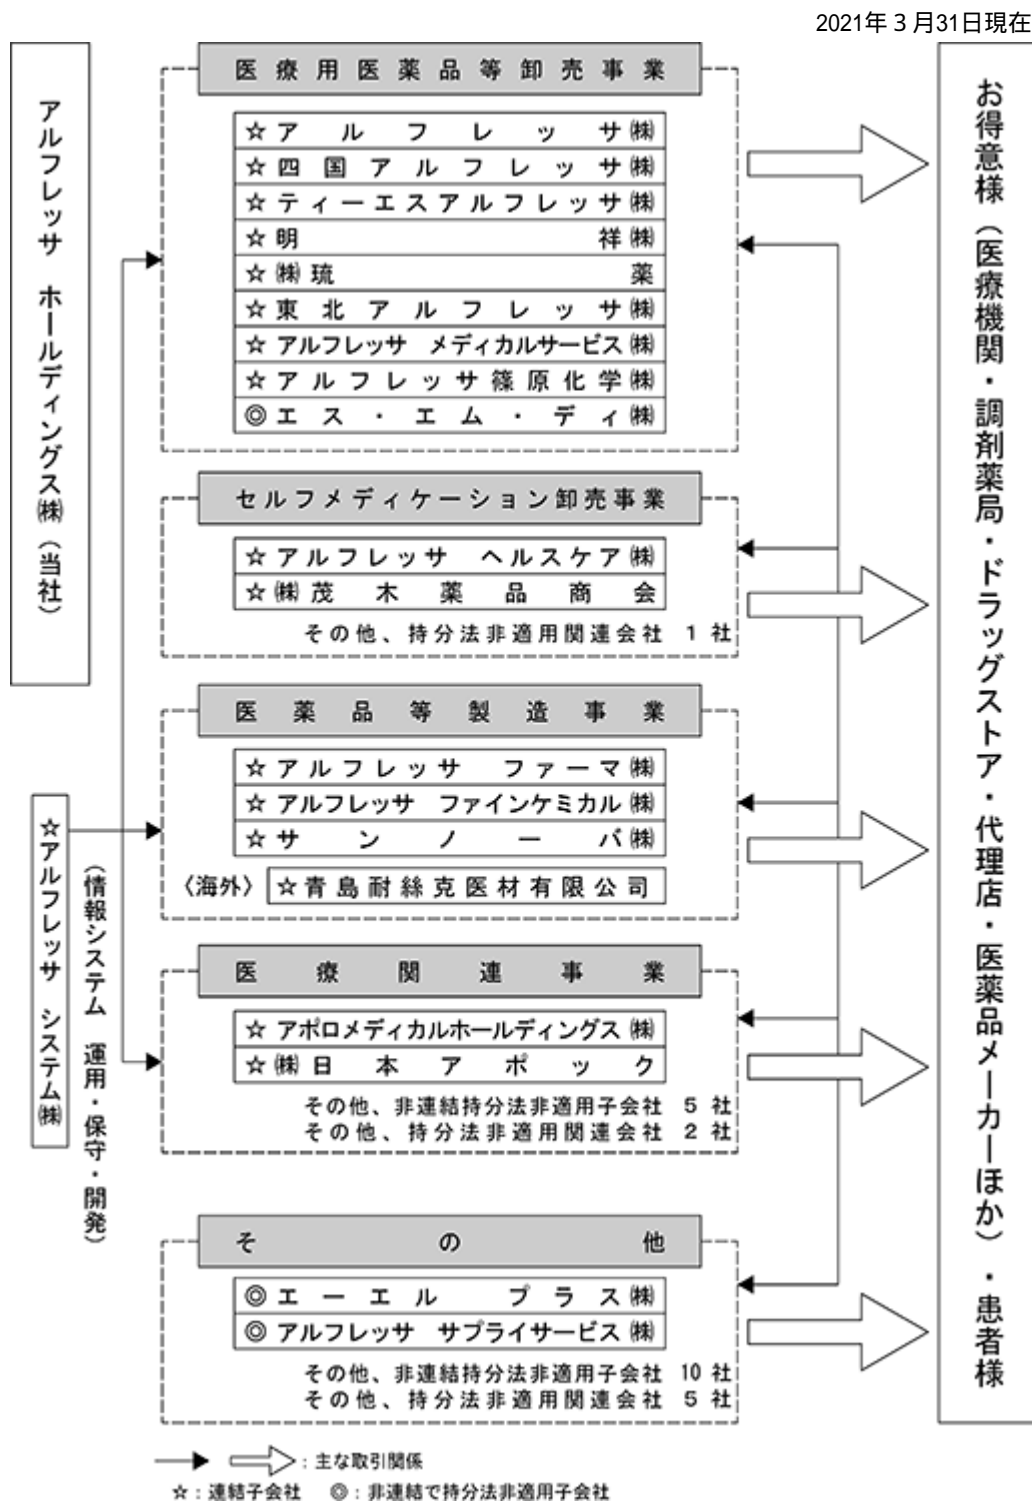 2021年３月31日現在
アルフレッサ ホールディングス㈱（当社）
医療用医薬品等卸売事業
☆アルフレッサ㈱
☆四国アルフレッサ㈱
☆ティーエスアルフレッサ㈱
☆明祥㈱
☆㈱琉薬
☆東北アルフレッサ㈱
☆アルフレッサ メディカルサービス㈱
☆アルフレッサ篠原化学㈱
◎エス・エム・ディ㈱
セルフメディケーション卸売事業
☆アルフレッサ ヘルスケア㈱
☆㈱茂木薬品商会
その他、持分法非適用関連会社 1 社
医薬品等製造事業
☆アルフレッサ ファーマ㈱
☆アルフレッサ ファインケミカル㈱
☆サンノーバ㈱
〈海外〉 ☆青島耐絲克医材有限公司
☆アルフレッサ システム㈱
（情報システム 運用・保守・開発）
医療関連事業
☆ アポロメディカルホールディングス㈱
☆㈱日本アポック
その他、非連結持分法非適用子会社 5 社
その他、持分法非適用関連会社 2 社
その他
◎エーエル プラス㈱
◎アルフレッサ サプライサービス㈱
その他、非連結持分法非適用子会社 10 社
その他、持分法非適用関連会社 5 社
お得意様（医療機関・調剤薬局・ドラッグストア・代理店・医薬品メーカーほか）・患者様
：主な取引関係
☆：連結子会社 ◎：非連結で持分法非適用子会社